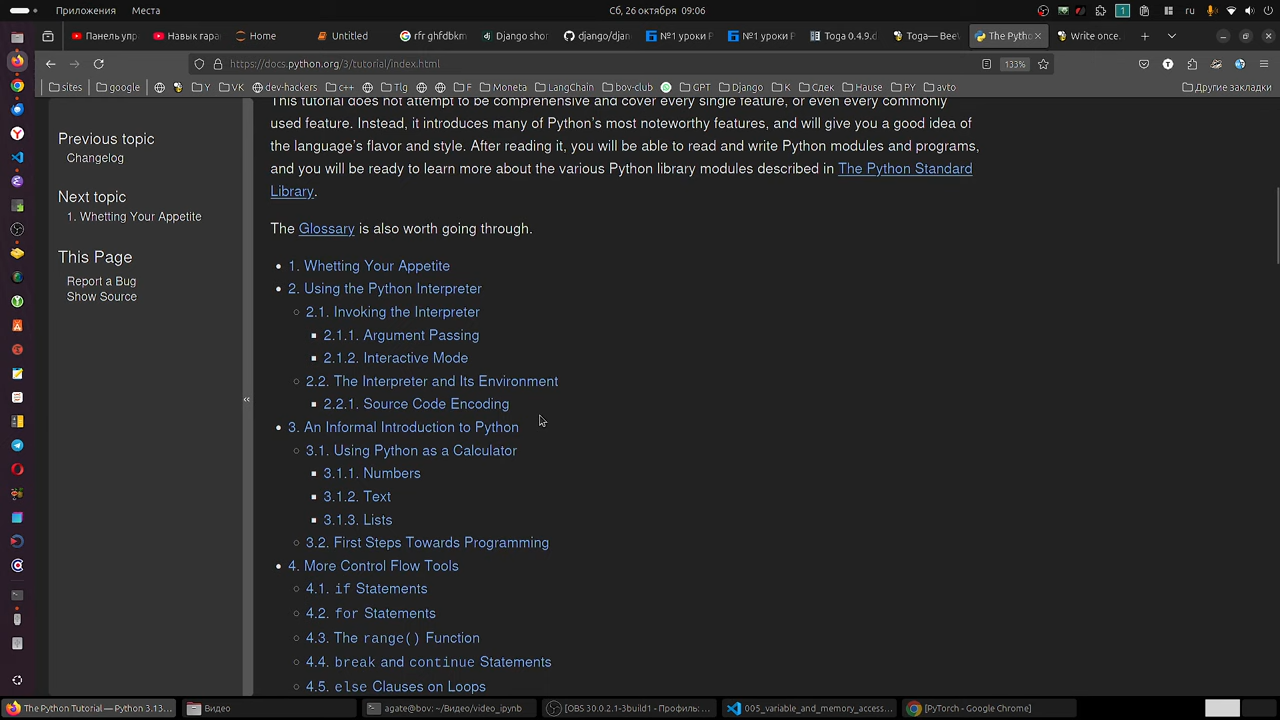 Приложения Места Сб, 26 октября 09:06 1 ru
Панель упр Навык гара Home Untitled rfr ghfdkbm Django shor django/djan №1 уроки P №1 уроки P Toga 0.4.9.d Toga— Bee The Pytho Write once.
https://docs.python.org/3/tutorial/index.html 133%
sites google Y VK dev-hackers c++ Tlg F Moneta LangChain bov-club GPT Django K Сдек Hause PY avto Другие закладки
Previous topic
Changelog
Next topic
1. Whetting Your Appetite
This Page
Report a Bug
Show Source
This tutorial does not attempt to be comprehensive and cover every single feature, or even every commonly
used feature. Instead, it introduces many of Python's most noteworthy features, and will give you a good idea of
the language's flavor and style. After reading it, you will be able to read and write Python modules and programs,
and you will be ready to learn more about the various Python library modules described in The Python Standard
Library.
The Glossary is also worth going through.
1. Whetting Your Appetite
2. Using the Python Interpreter
2.1. Invoking the Interpreter
2.1.1. Argument Passing
2.1.2. Interactive Mode
2.2. The Interpreter and Its Environment
2.2.1. Source Code Encoding
3. An Informal Introduction to Python
3.1. Using Python as a Calculator
3.1.1. Numbers
3.1.2. Text
3.1.3. Lists
3.2. First Steps Towards Programming
4. More Control Flow Tools
4.1. if Statements
4.2. for Statements
4.3. The range() Function
4.4. break and continue Statements
4.5. else Clauses on Loops
The Python Tutorial — Python 3.13... Видео agate@bov: ~/Видео/video_ipynb [OBS 30.0.2.1-3build1 - Профиль: ... 005_variable_and_memory_access... [PyTorch - Google Chrome]